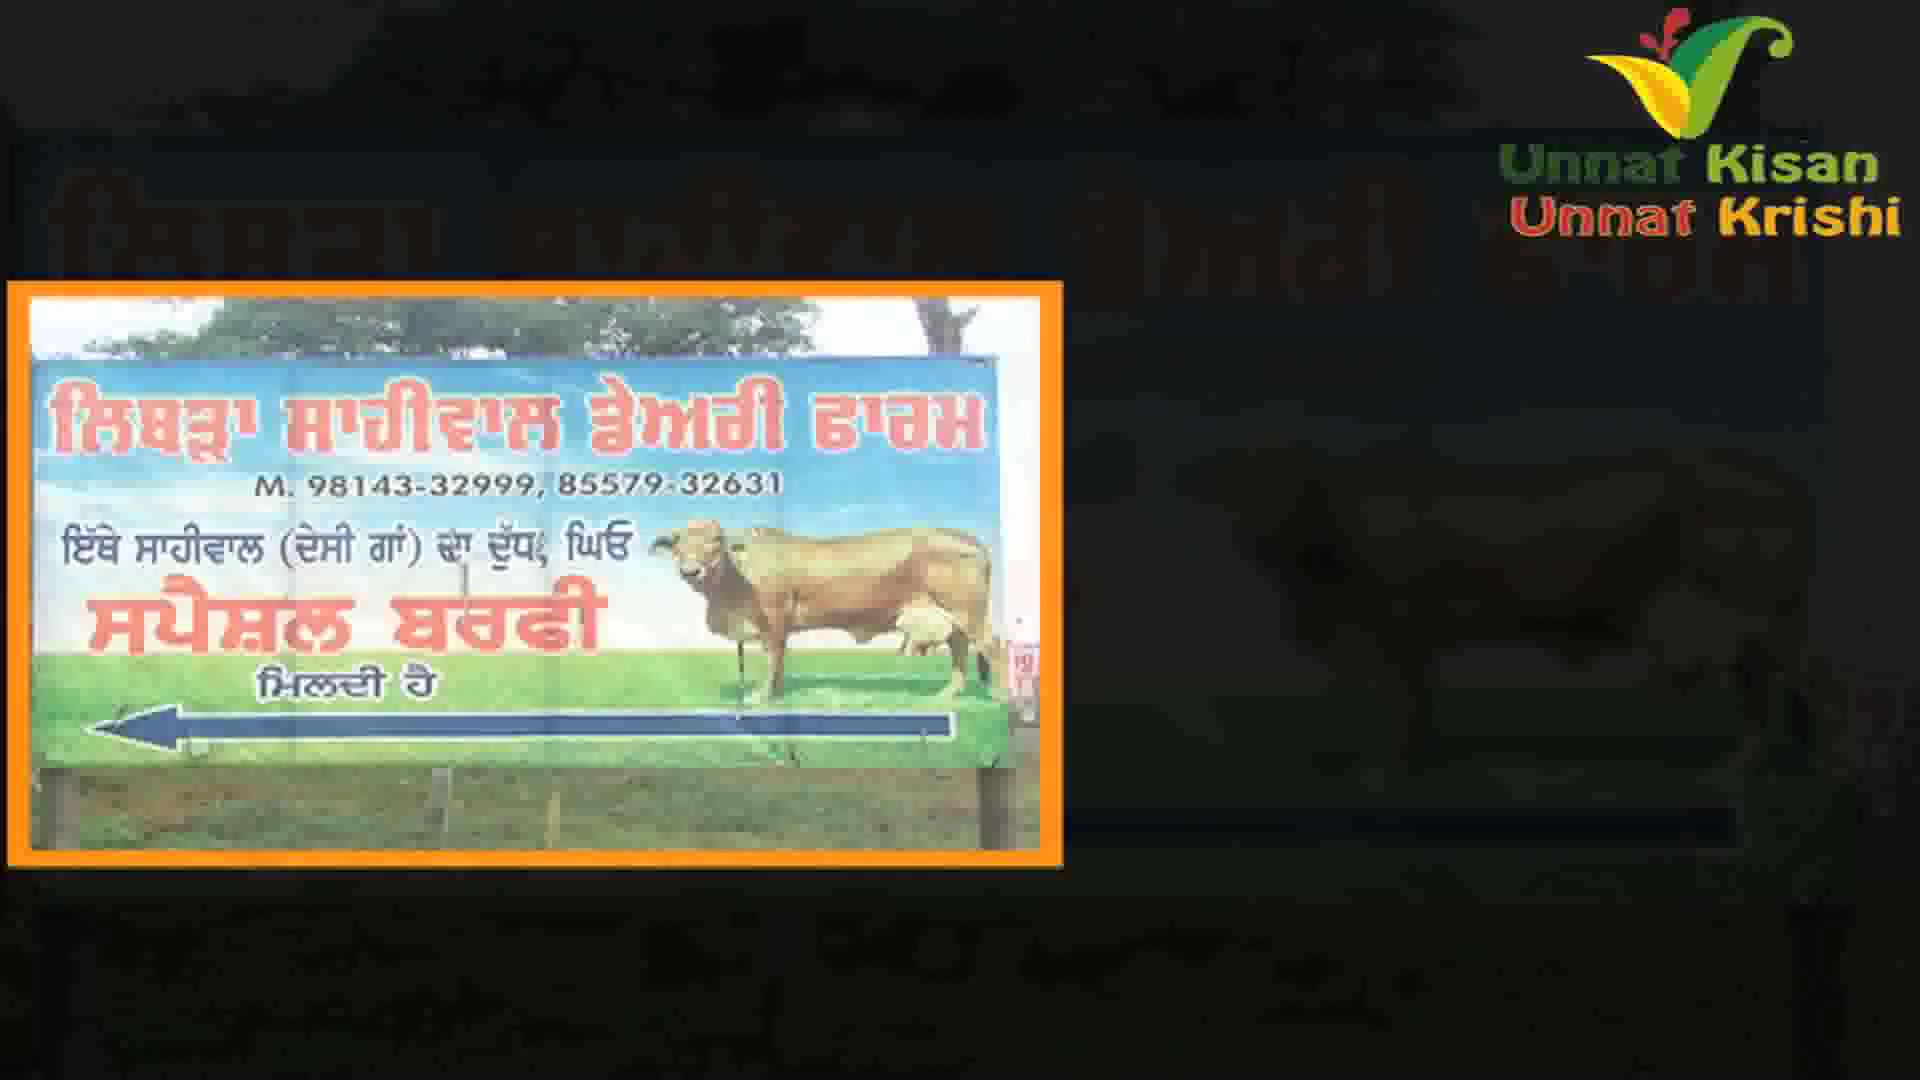 Unnat Kisan
Unnat Krishi
ਲਿਬੜਾ ਸਾਹੀਵਾਲ ਡੇਅਰੀ ਫਾਰਮ
M. 98143-32999, 85579-32631
ਇੱਥੇ ਸਾਹੀਵਾਲ (ਦੇਸੀ ਗਾਂ) ਦਾ ਦੁੱਧ, ਘਿਓ
ਸਪੈਸ਼ਲ ਬਰਫੀ
ਮਿਲਦੀ ਹੈ